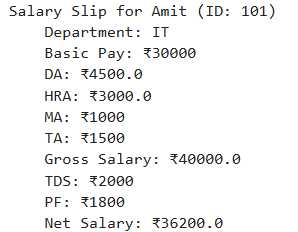 Salary Slip for Amit (ID: 101)
Department: IT
Basic Pay: ₹30000
DA: ₹4500.0
HRA: ₹3000.0
MA: ₹1000
TA: ₹1500
Gross Salary: ₹40000.0
TDS: ₹2000
PF: ₹1800
Net Salary: ₹36200.0